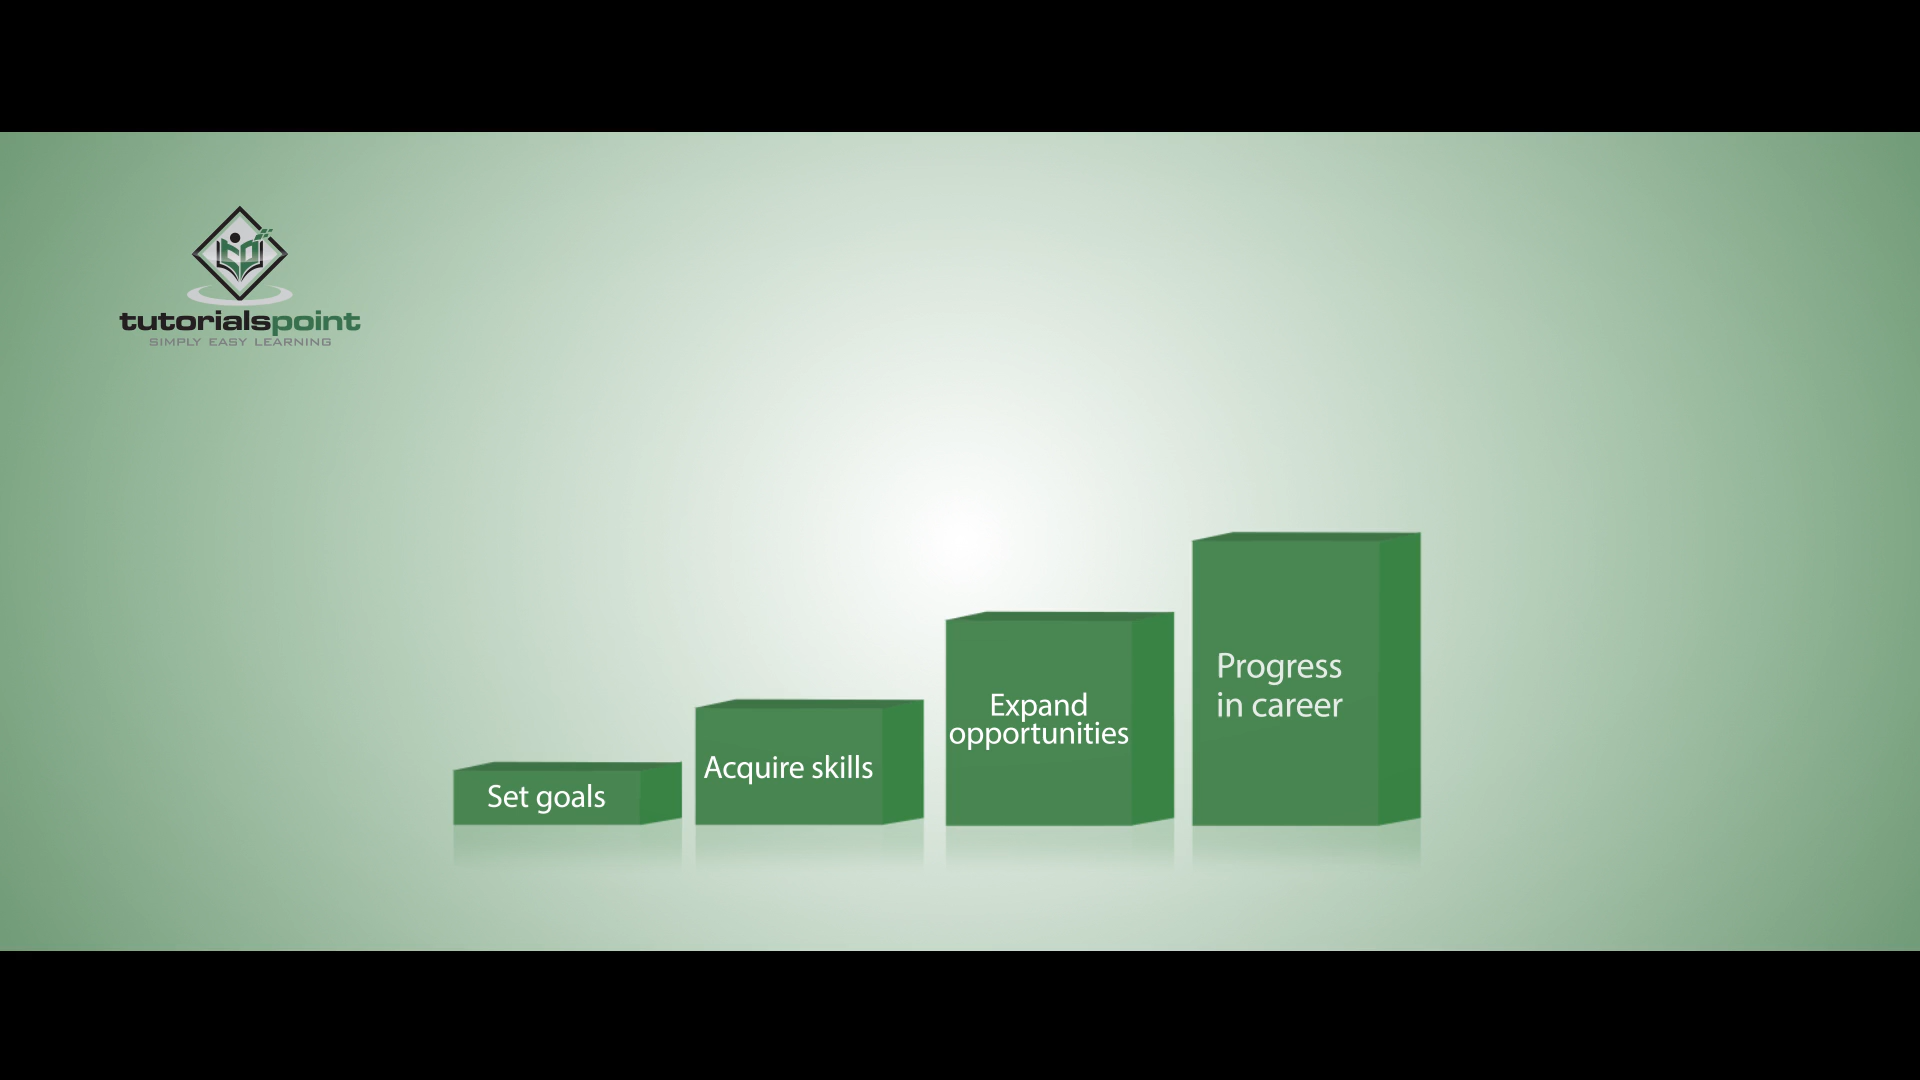 tutorialspoint
SIMPLY EASY LEARNING
Set goals
Acquire skills
Expand
opportunities
Progress
in career